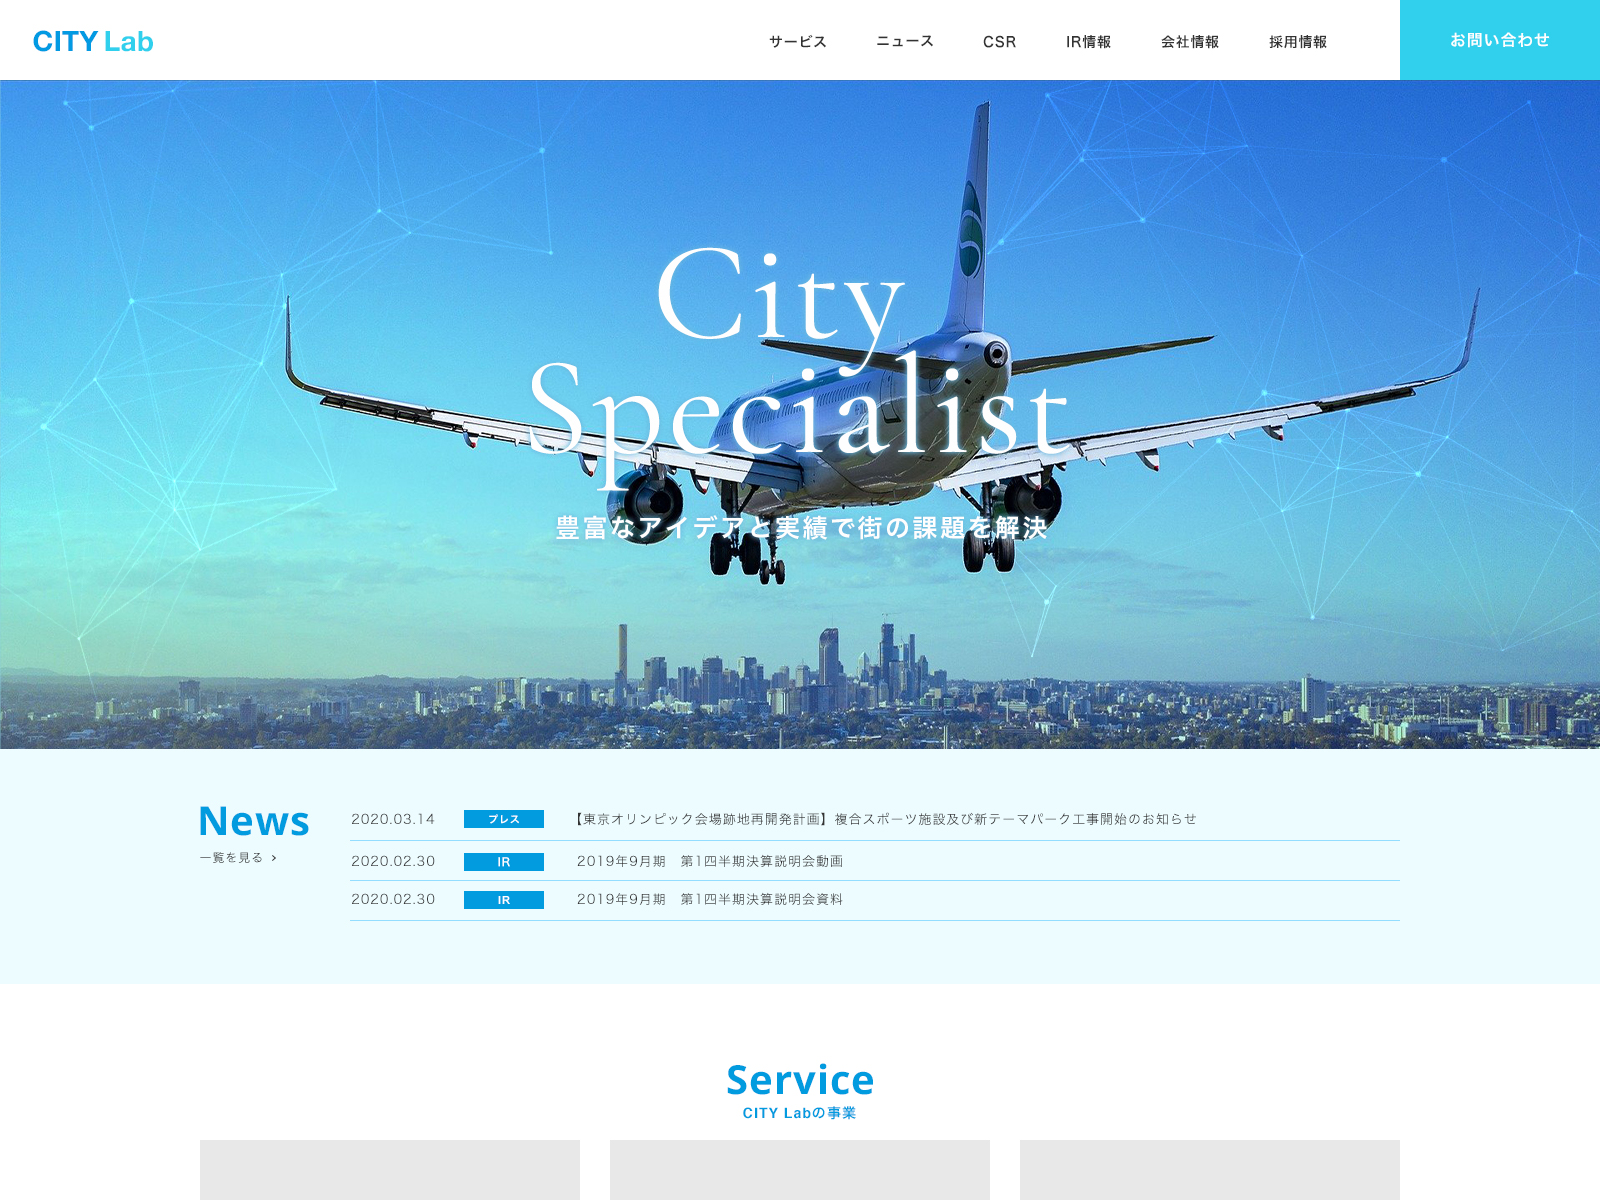 CITY Lab
サービス ニュース CSR IR情報 会社情報 採用情報 お問い合わせ
City
Specialist
豊富なアイデアと実績で街の課題を解決
News
一覧を見る
2020.03.14 プレス 【東京オリンピック会場跡地再開発計画】複合スポーツ施設及び新テーマパーク工事開始のお知らせ
2020.02.30 IR 2019年9月期 第1四半期決算説明会動画
2020.02.30 IR 2019年9月期 第1四半期決算説明会資料
Service
CITY Labの事業